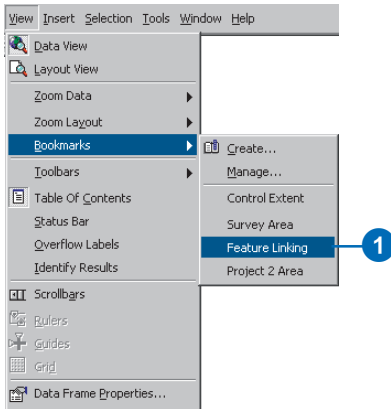 View Insert Selection Tools Window Help
Data View
Layout View
Zoom Data
Zoom Layout
Bookmarks
Toolbars
Table Of Contents
Status Bar
Overflow Labels
Identify Results
Scrollbars
Rulers
Guides
Grid
Data Frame Properties...
Create...
Manage...
Control Extent
Survey Area
Feature Linking
Project 2 Area
1